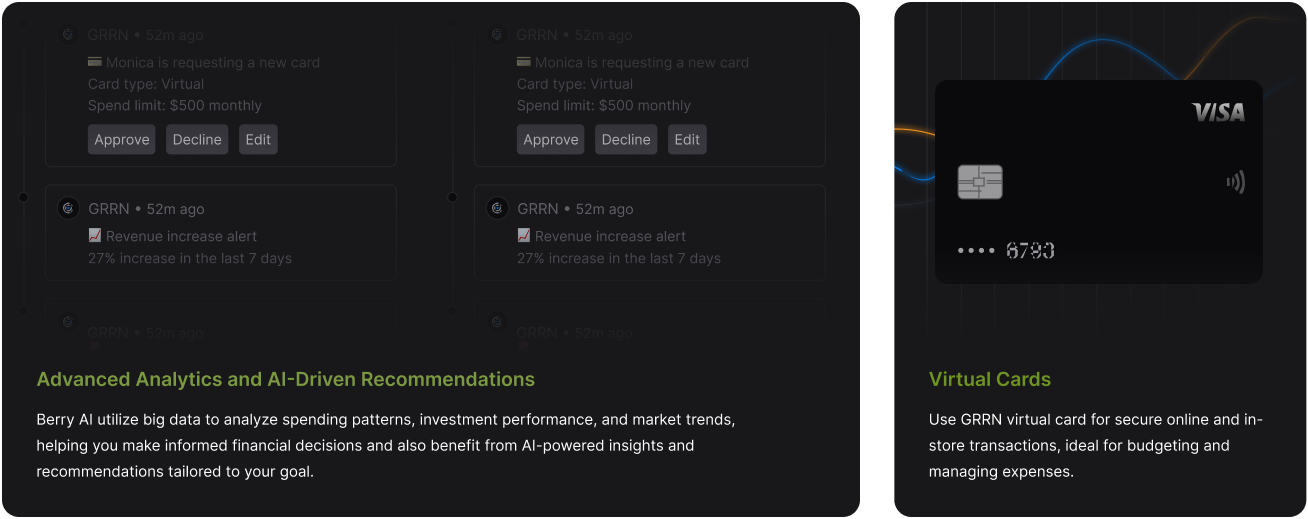 GRRN • 52m ago
💳 Monica is requesting a new card
Card type: Virtual
Spend limit: $500 monthly
Approve Decline Edit
GRRN • 52m ago
📈 Revenue increase alert
27% increase in the last 7 days
GRRN • 52m ago
GRRN • 52m ago
💳 Monica is requesting a new card
Card type: Virtual
Spend limit: $500 monthly
Approve Decline Edit
GRRN • 52m ago
📈 Revenue increase alert
27% increase in the last 7 days
GRRN • 52m ago
Advanced Analytics and AI-Driven Recommendations
Berry AI utilize big data to analyze spending patterns, investment performance, and market trends,
helping you make informed financial decisions and also benefit from AI-powered insights and
recommendations tailored to your goal.
VISA
•••• 6793
Virtual Cards
Use GRRN virtual card for secure online and in-
store transactions, ideal for budgeting and
managing expenses.